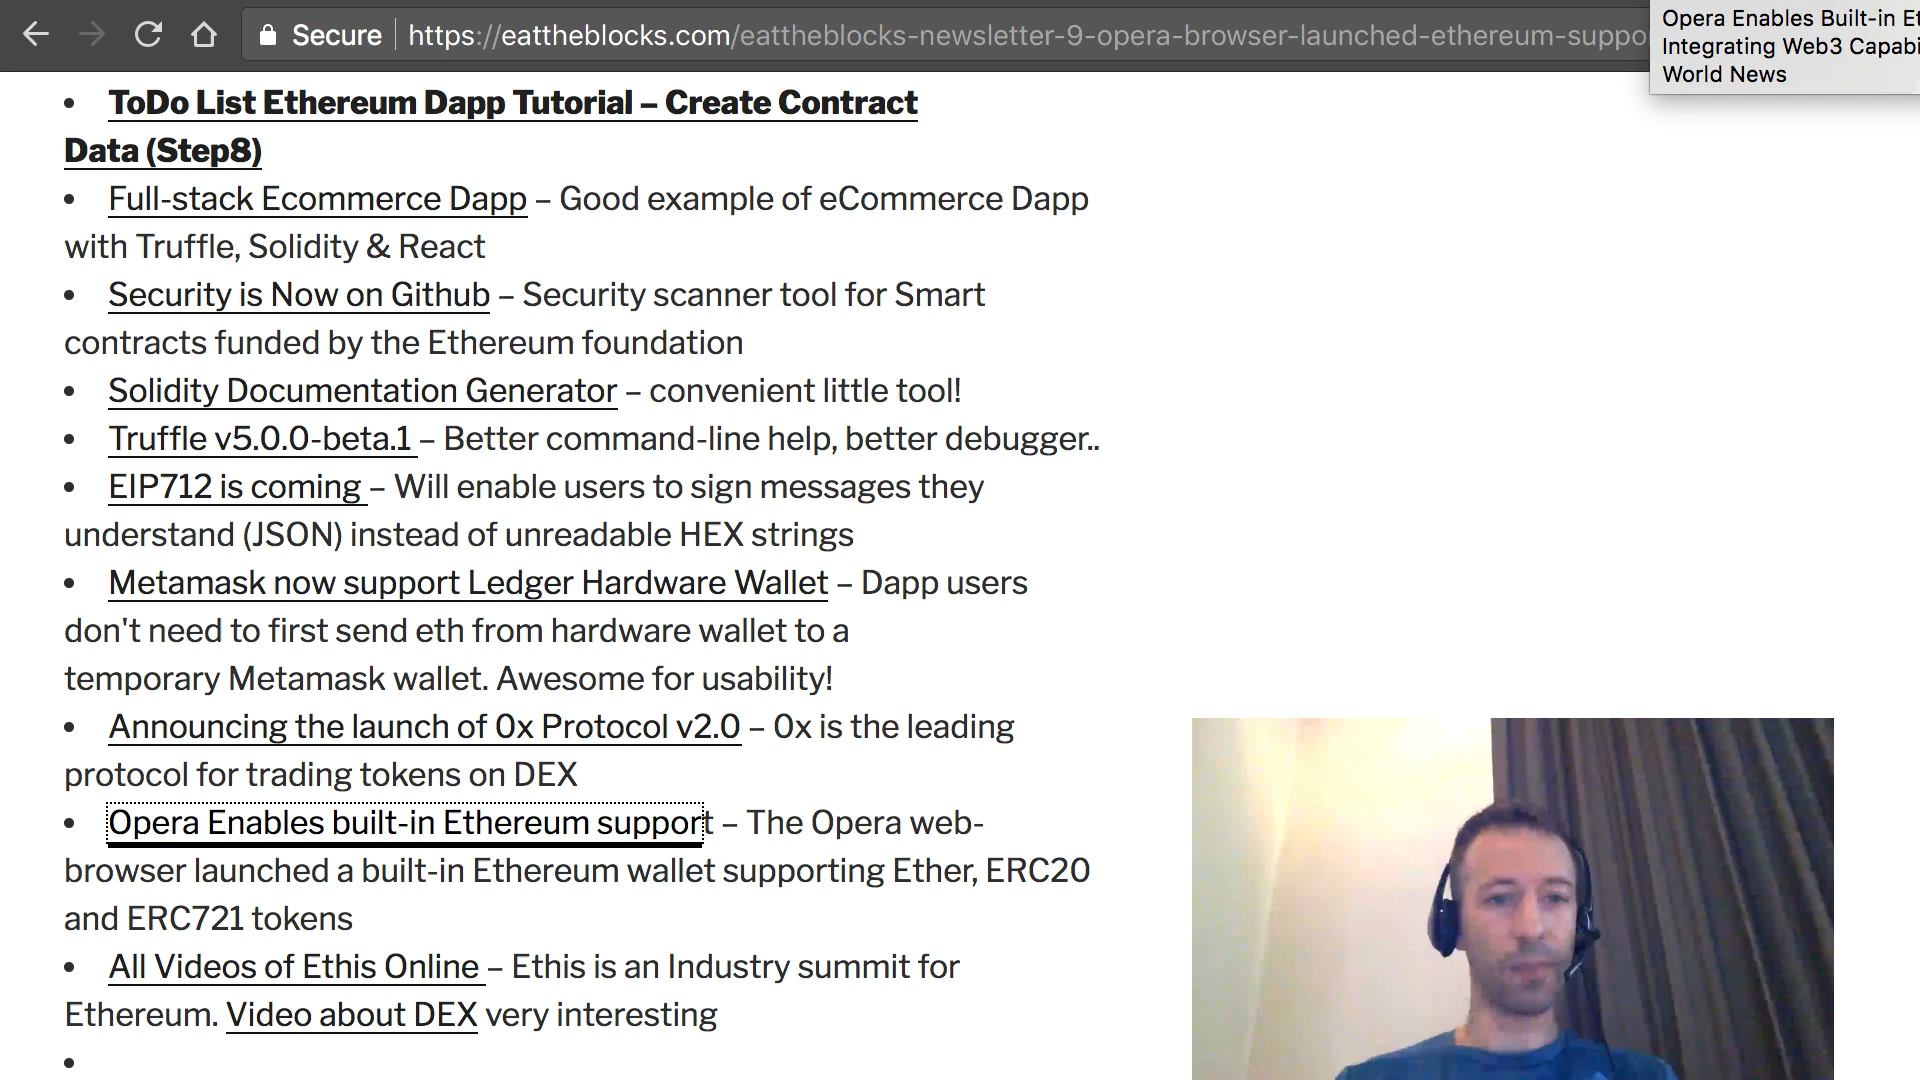 Secure https://eattheblocks.com/eattheblocks-newsletter-9-opera-browser-launched-ethereum-suppo
Opera Enables Built-in Et
Integrating Web3 Capabi
World News
• ToDo List Ethereum Dapp Tutorial – Create Contract
Data (Step8)
• Full-stack Ecommerce Dapp – Good example of eCommerce Dapp
with Truffle, Solidity & React
• Security is Now on Github – Security scanner tool for Smart
contracts funded by the Ethereum foundation
• Solidity Documentation Generator – convenient little tool!
• Truffle v5.0.0-beta.1 – Better command-line help, better debugger..
• EIP712 is coming – Will enable users to sign messages they
understand (JSON) instead of unreadable HEX strings
• Metamask now support Ledger Hardware Wallet – Dapp users
don't need to first send eth from hardware wallet to a
temporary Metamask wallet. Awesome for usability!
• Announcing the launch of 0x Protocol v2.0 – 0x is the leading
protocol for trading tokens on DEX
• Opera Enables built-in Ethereum support – The Opera web-
browser launched a built-in Ethereum wallet supporting Ether, ERC20
and ERC721 tokens
• All Videos of Ethis Online – Ethis is an Industry summit for
Ethereum. Video about DEX very interesting
•